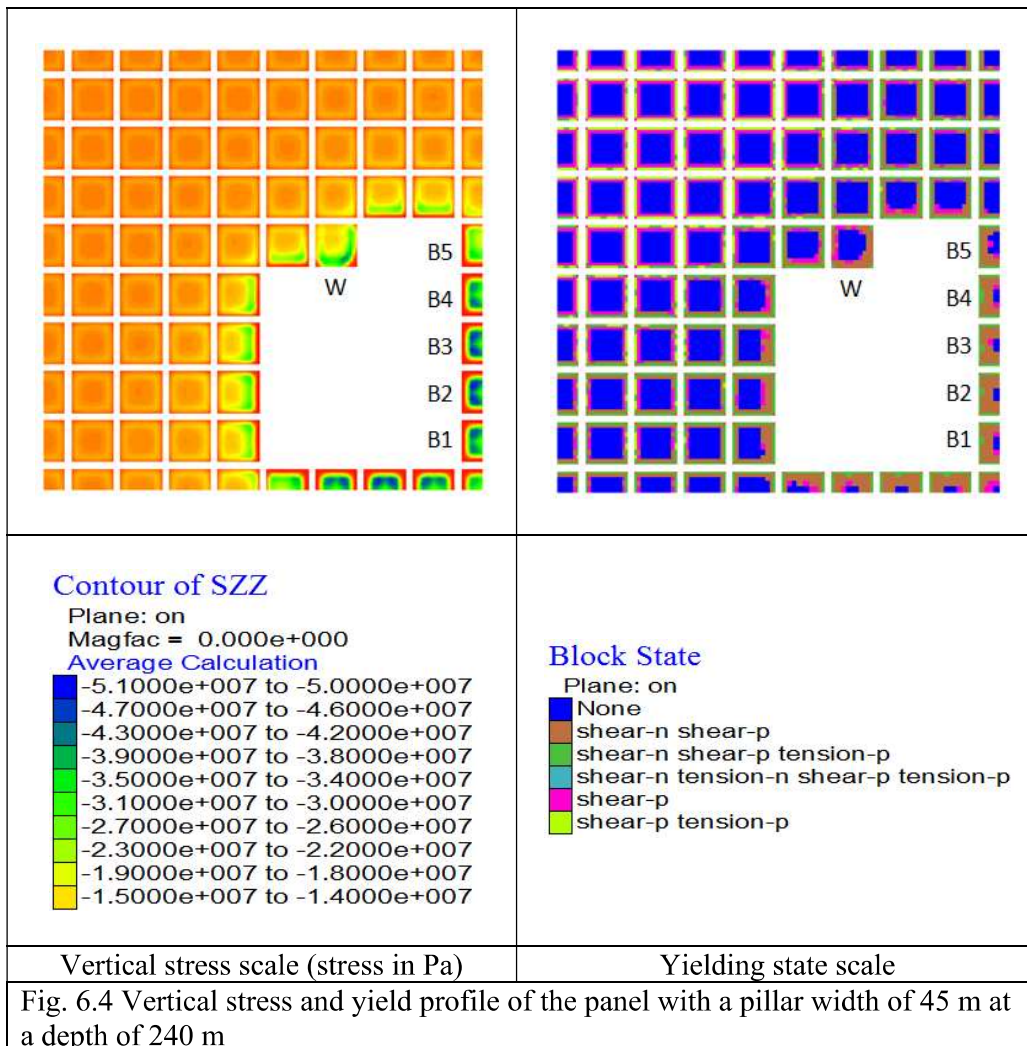 B5
W
B4
B3
B2
B1
B5
W
B4
B3
B2
B1
Contour of SZZ
Plane: on
Magfac = 0.000e+000
Average Calculation
-5.1000e+007 to -5.0000e+007
-4.7000e+007 to -4.6000e+007
-4.3000e+007 to -4.2000e+007
-3.9000e+007 to -3.8000e+007
-3.5000e+007 to -3.4000e+007
-3.1000e+007 to -3.0000e+007
-2.7000e+007 to -2.6000e+007
-2.3000e+007 to -2.2000e+007
-1.9000e+007 to -1.8000e+007
-1.5000e+007 to -1.4000e+007
Block State
Plane: on
None
shear-n shear-p
shear-n shear-p tension-p
shear-n tension-n shear-p tension-p
shear-p
shear-p tension-p
Vertical stress scale (stress in Pa)
Yielding state scale
Fig. 6.4 Vertical stress and yield profile of the panel with a pillar width of 45 m at
a depth of 240 m